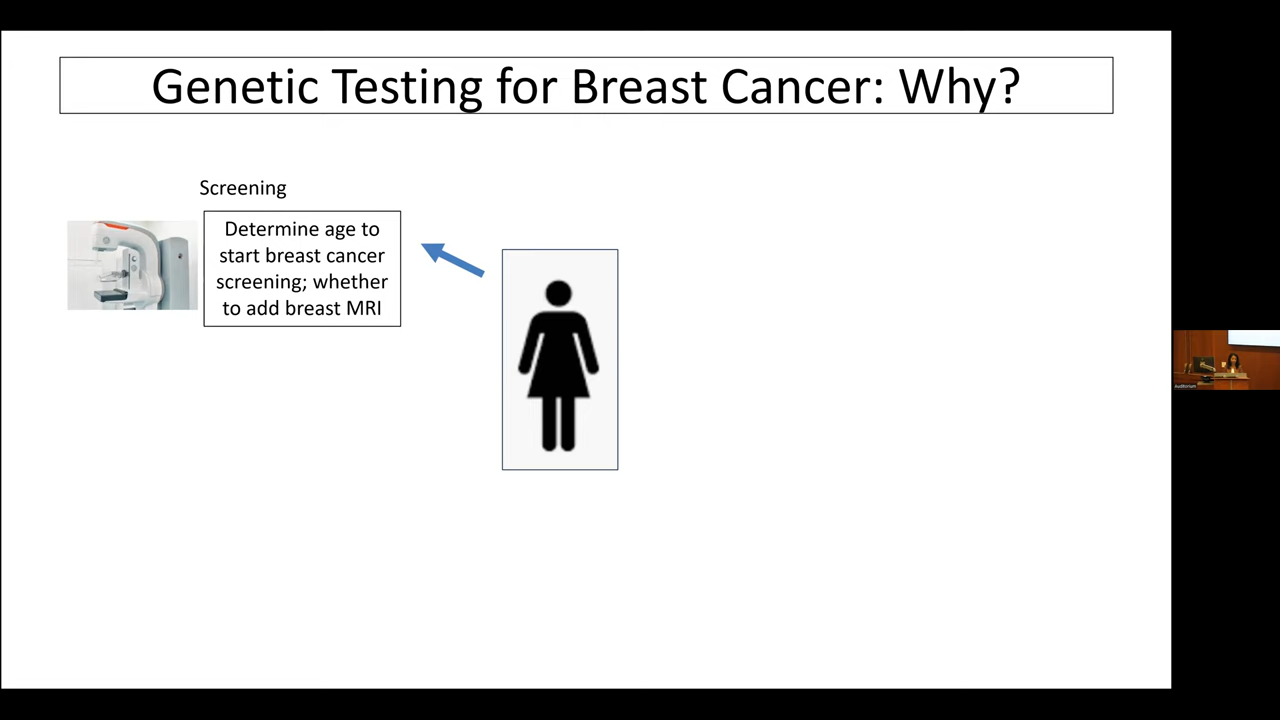 Genetic Testing for Breast Cancer: Why?
Screening
Determine age to
start breast cancer
screening; whether
to add breast MRI
Auditorium